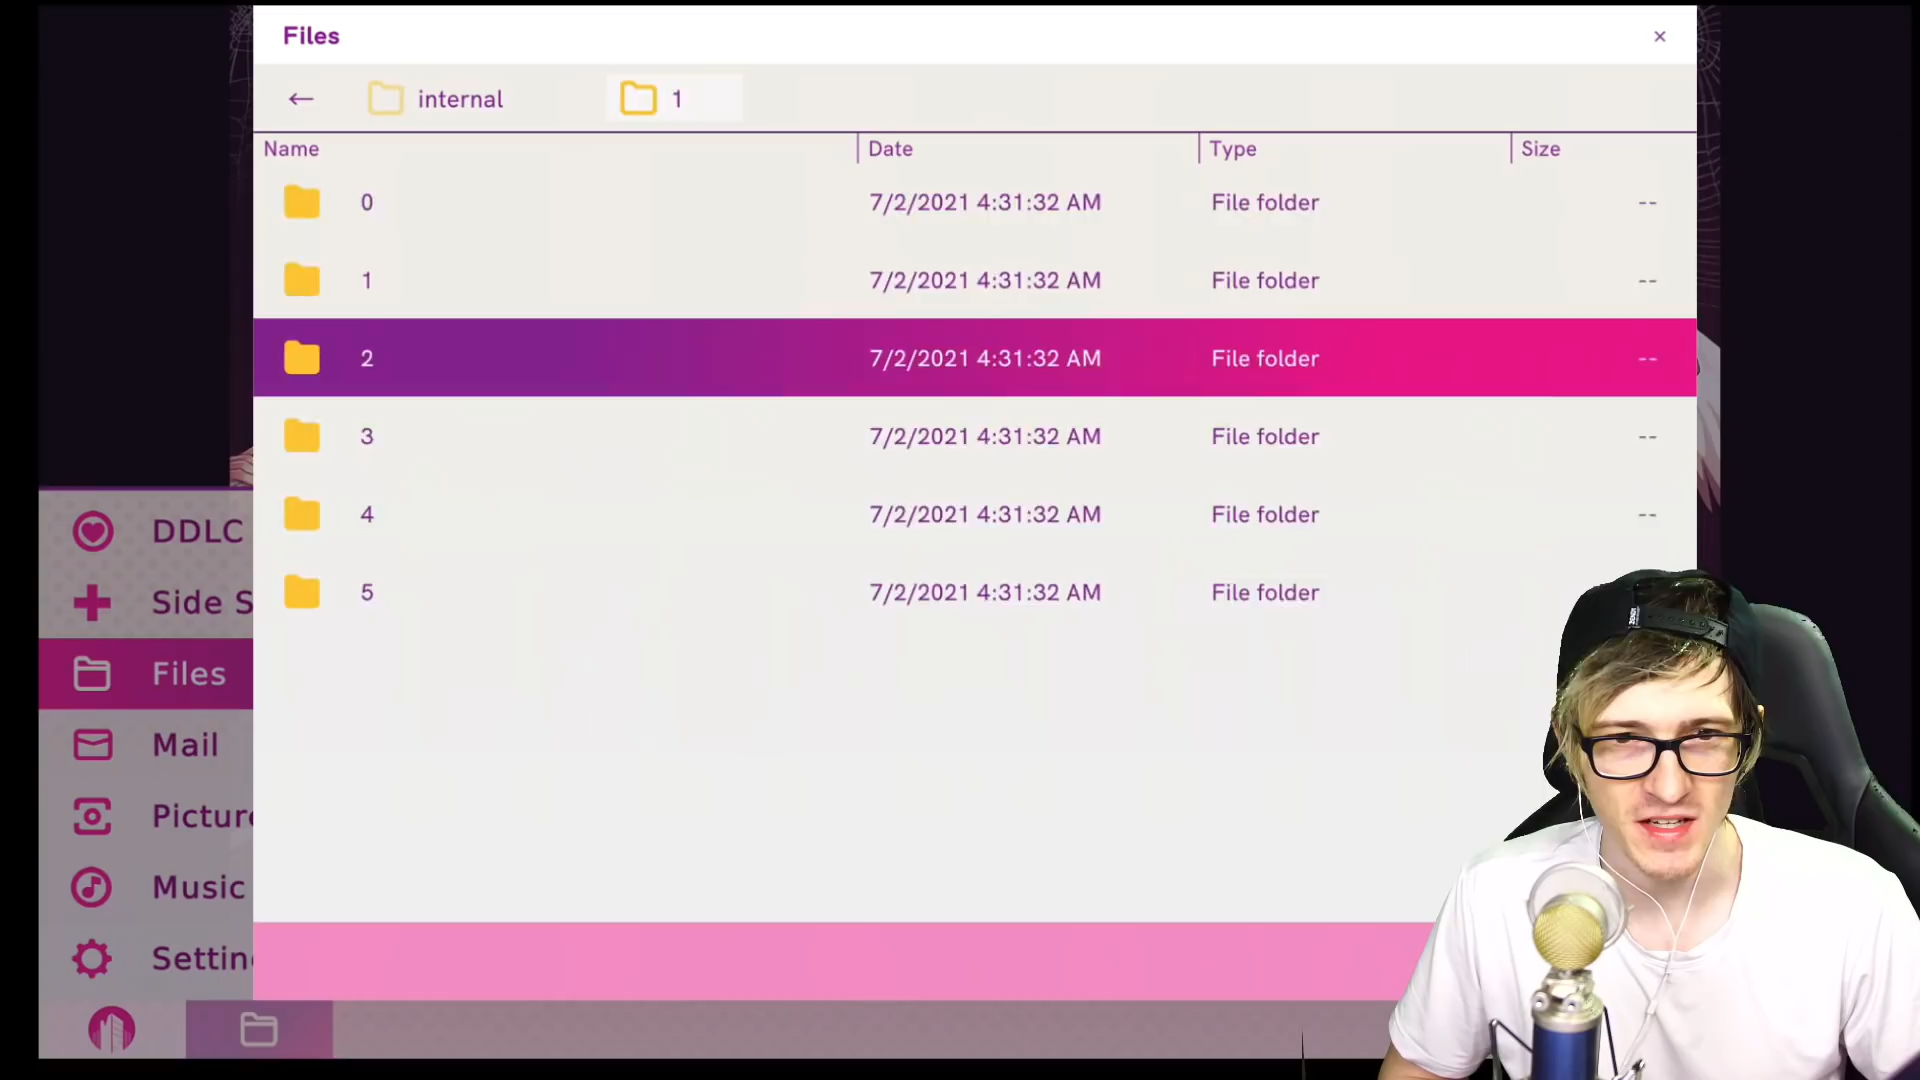 Files ×
← internal 1
Name Date Type Size
0 7/2/2021 4:31:32 AM File folder --
1 7/2/2021 4:31:32 AM File folder --
2 7/2/2021 4:31:32 AM File folder --
3 7/2/2021 4:31:32 AM File folder --
4 7/2/2021 4:31:32 AM File folder --
5 7/2/2021 4:31:32 AM File folder
DDLC
Side S
Files
Mail
Picture
Music
Settin